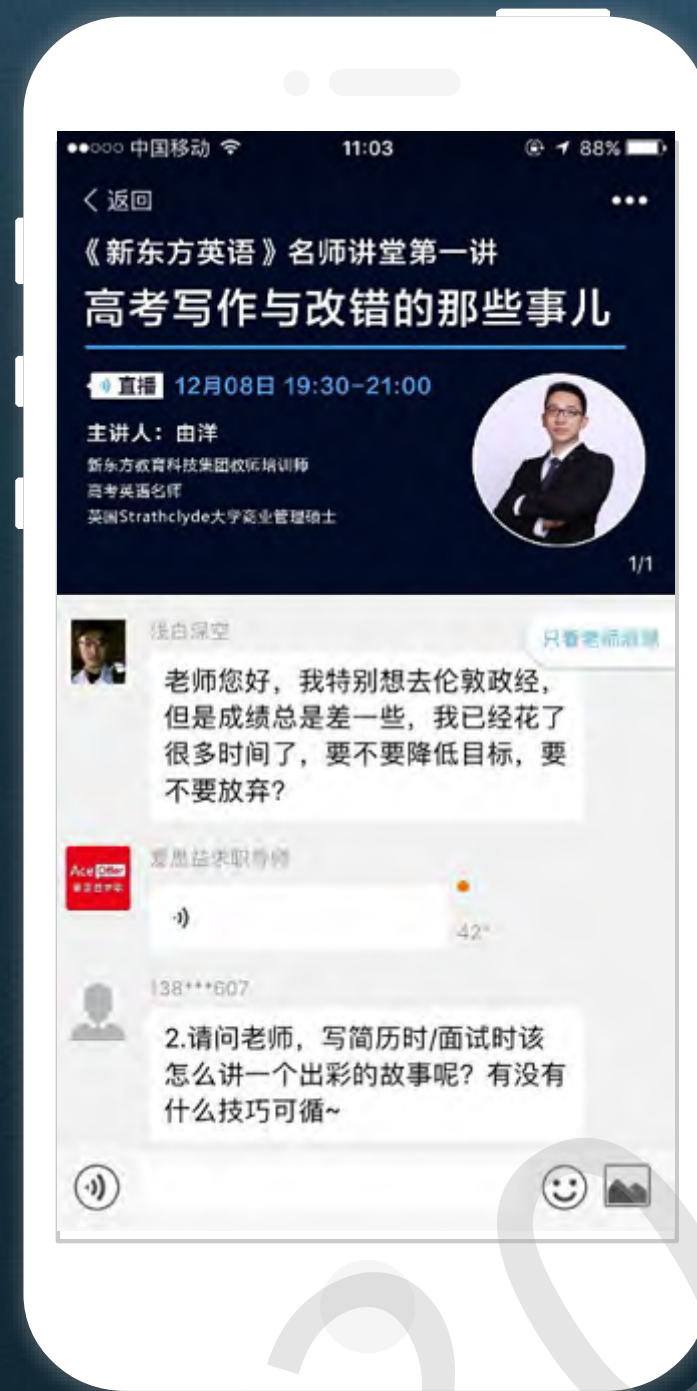 中国移动 11:03 88%
返回
《新东方英语》名师讲堂第一讲
高考写作与改错的那些事儿
直播 12月08日 19:30-21:00
主讲人：由洋
新东方教育科技集团教师培训师
高考英语名师
英国Strathclyde大学商业管理硕士
1/1
浅白深空
只看老师消息
老师您好，我特别想去伦敦政经，
但是成绩总是差一些，我已经花了
很多时间了，要不要降低目标，要
不要放弃？
爱思益求职导师
Ace Offer
爱思益求职
42"
138***607
2.请问老师，写简历时/面试时该
怎么讲一个出彩的故事呢？有没有
什么技巧可循~